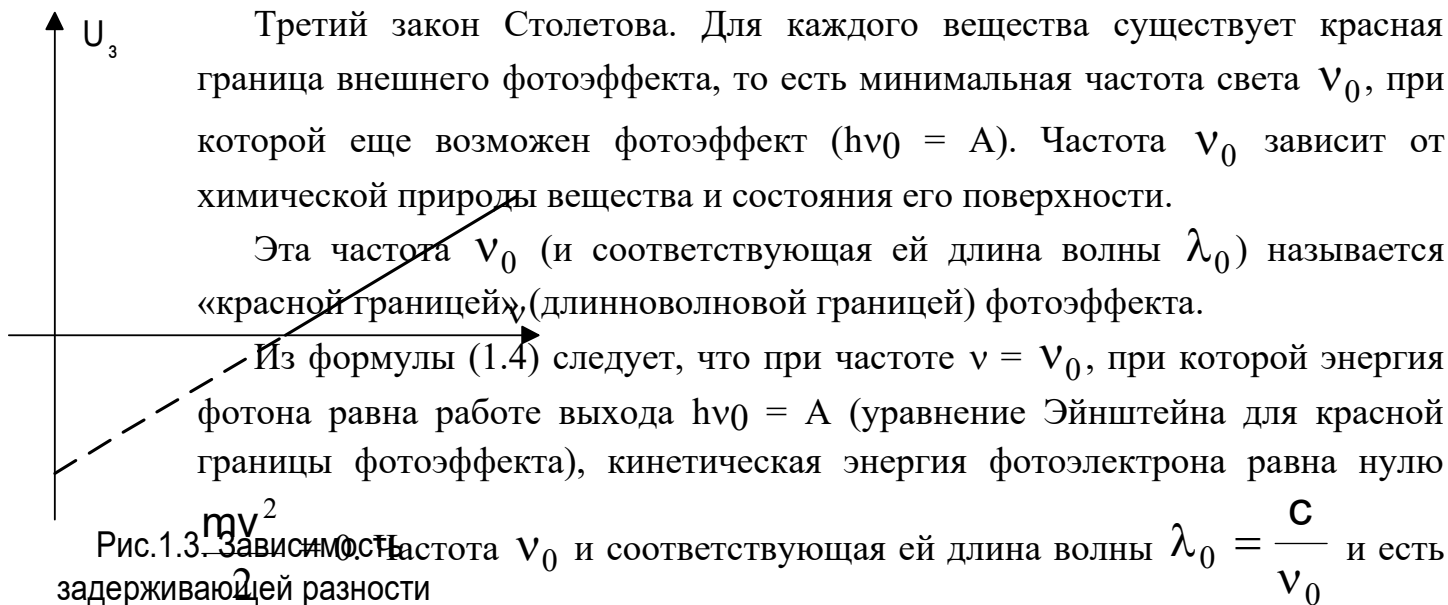 U₃
Третий закон Столетова. Для каждого вещества существует красная
граница внешнего фотоэффекта, то есть минимальная частота света ν₀, при
которой еще возможен фотоэффект (hν0 = A). Частота ν₀ зависит от
химической природы вещества и состояния его поверхности.
Эта частота ν₀ (и соответствующая ей длина волны λ₀) называется
«красной границей» (длинноволновой границей) фотоэффекта.
ν
Из формулы (1.4) следует, что при частоте ν = ν₀, при которой энергия
фотона равна работе выхода hν0 = A (уравнение Эйнштейна для красной
границы фотоэффекта), кинетическая энергия фотоэлектрона равна нулю
mv²/2 = 0. Частота ν₀ и соответствующая ей длина волны λ₀ = c/ν₀ и есть
Рис.1.3. Зависимость
задерживающей разности